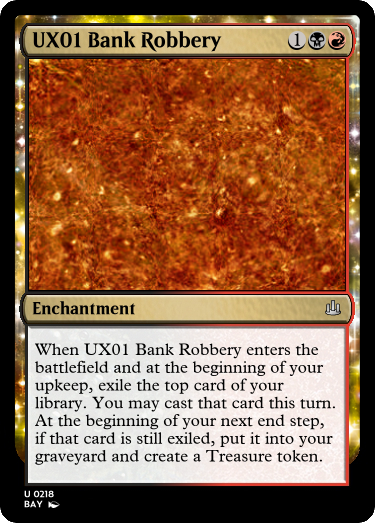 UX01 Bank Robbery 1
Enchantment
When UX01 Bank Robbery enters the
battlefield and at the beginning of your
upkeep, exile the top card of your
library. You may cast that card this turn.
At the beginning of your next end step,
if that card is still exiled, put it into your
graveyard and create a Treasure token.
U 0218
BAY